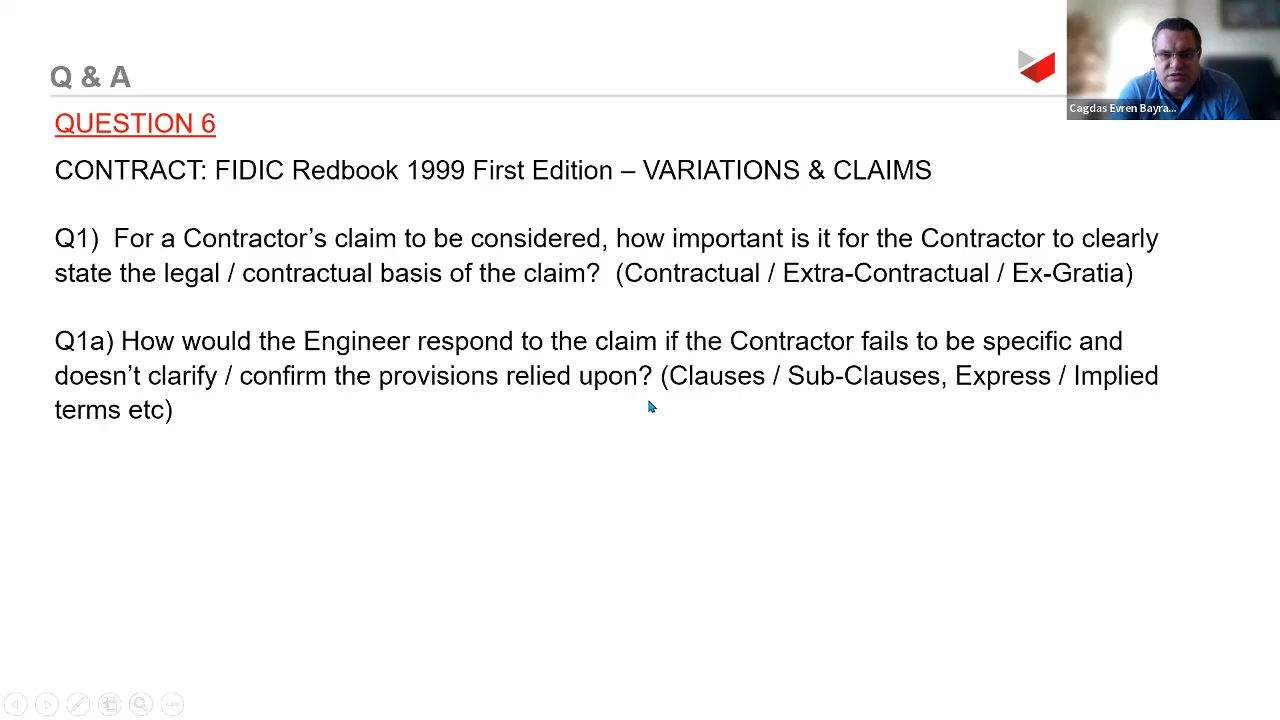 Q & A
Cagdas Evren Bayra...
QUESTION 6
CONTRACT: FIDIC Redbook 1999 First Edition – VARIATIONS & CLAIMS
Q1)  For a Contractor's claim to be considered, how important is it for the Contractor to clearly
state the legal / contractual basis of the claim?  (Contractual / Extra-Contractual / Ex-Gratia)
Q1a) How would the Engineer respond to the claim if the Contractor fails to be specific and
doesn't clarify / confirm the provisions relied upon? (Clauses / Sub-Clauses, Express / Implied
terms etc)